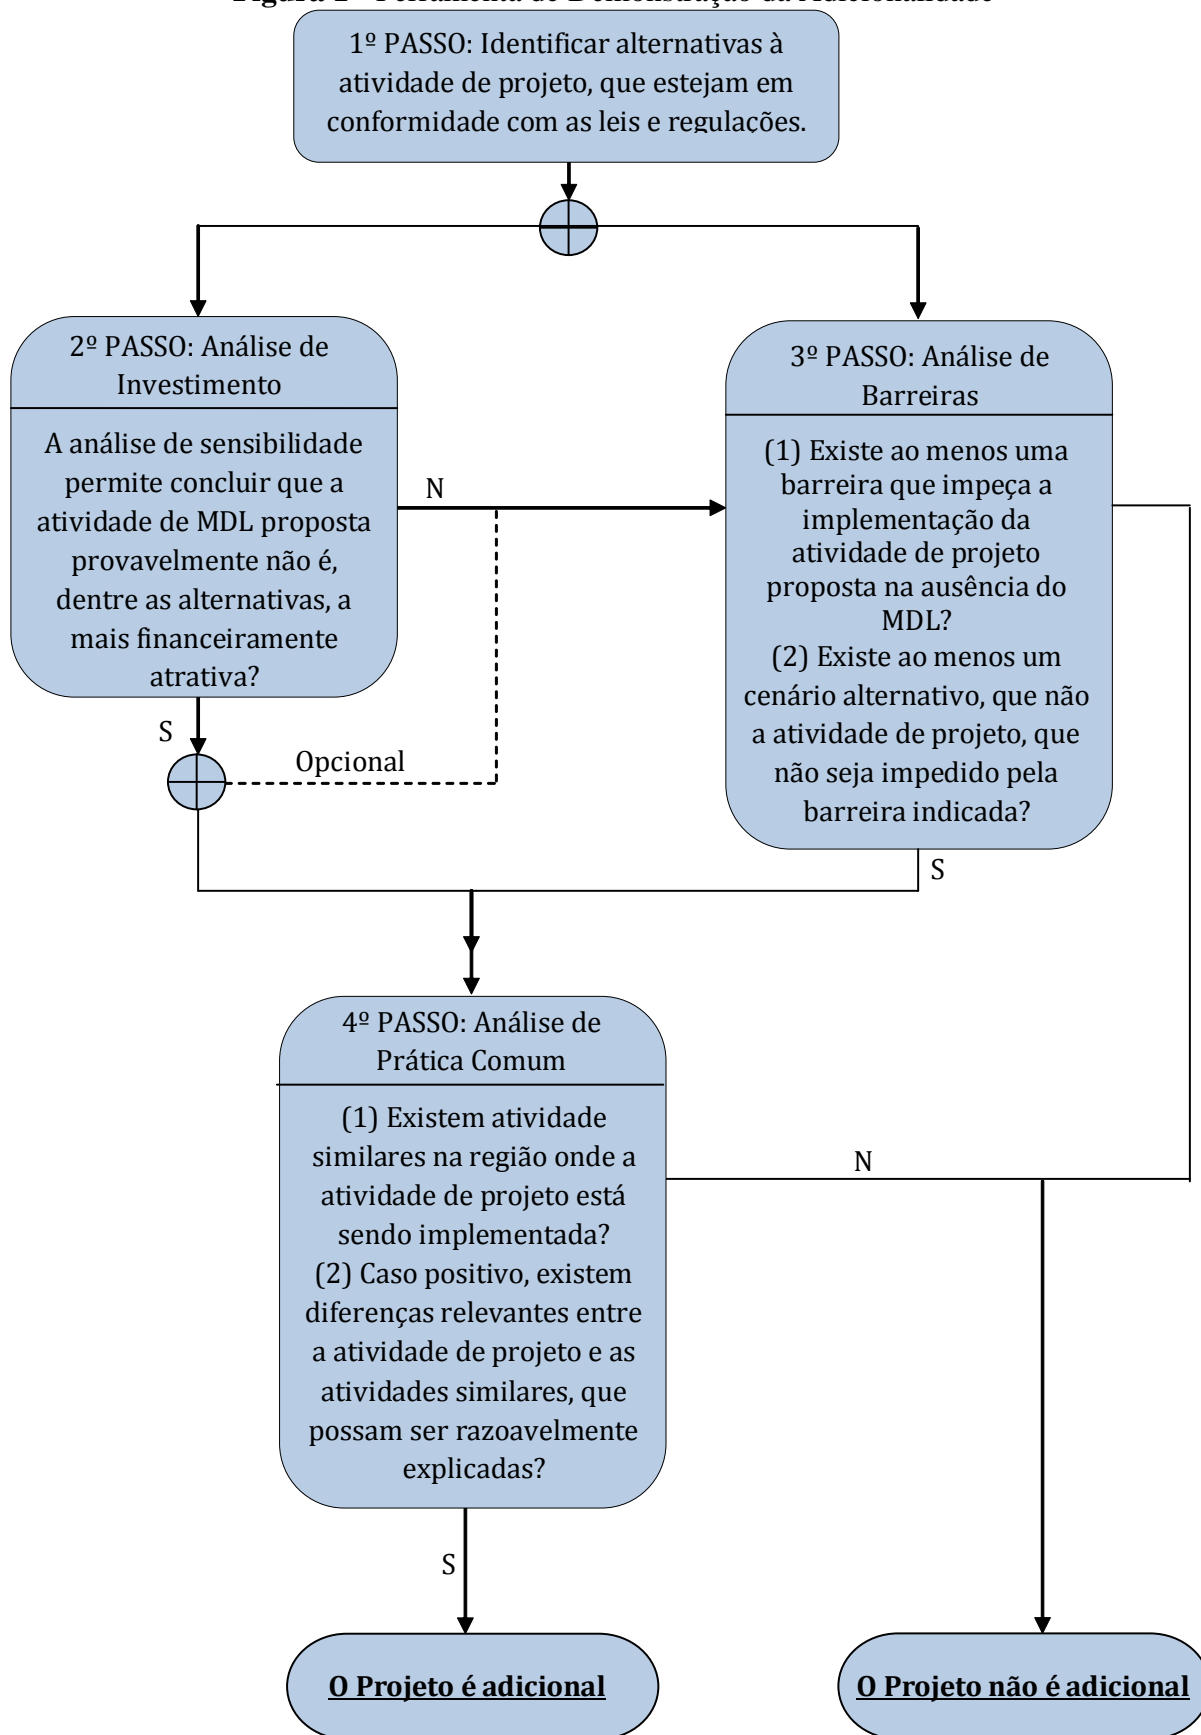 1º PASSO: Identificar alternativas à
atividade de projeto, que estejam em
conformidade com as leis e regulações.
2º PASSO: Análise de
Investimento
A análise de sensibilidade
permite concluir que a
atividade de MDL proposta
provavelmente não é,
dentre as alternativas, a
mais financeiramente
atrativa?
N
3º PASSO: Análise de
Barreiras
(1) Existe ao menos uma
barreira que impeça a
implementação da
atividade de projeto
proposta na ausência do
MDL?
(2) Existe ao menos um
cenário alternativo, que não
a atividade de projeto, que
não seja impedido pela
barreira indicada?
S
Opcional
S
4º PASSO: Análise de
Prática Comum
(1) Existem atividade
similares na região onde a
atividade de projeto está
sendo implementada?
(2) Caso positivo, existem
diferenças relevantes entre
a atividade de projeto e as
atividades similares, que
possam ser razoavelmente
explicadas?
N
S
O Projeto é adicional
O Projeto não é adicional